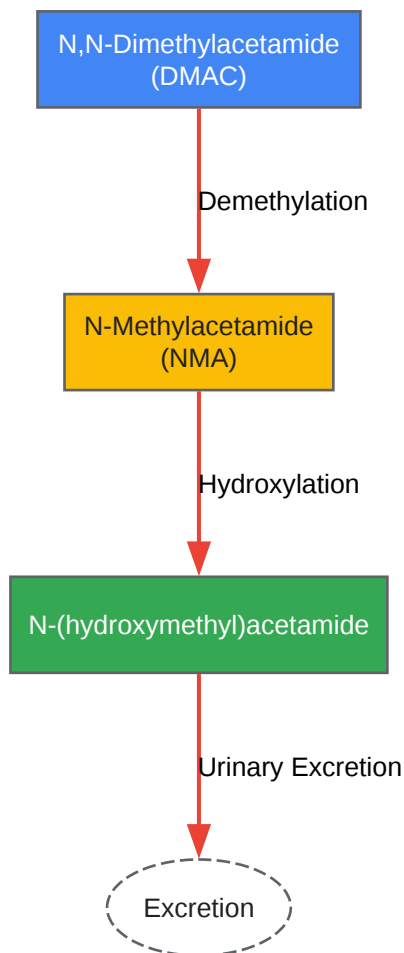 N,N-Dimethylacetamide
(DMAC)
Demethylation
N-Methylacetamide
(NMA)
Hydroxylation
N-(hydroxymethyl)acetamide
Urinary Excretion
Excretion